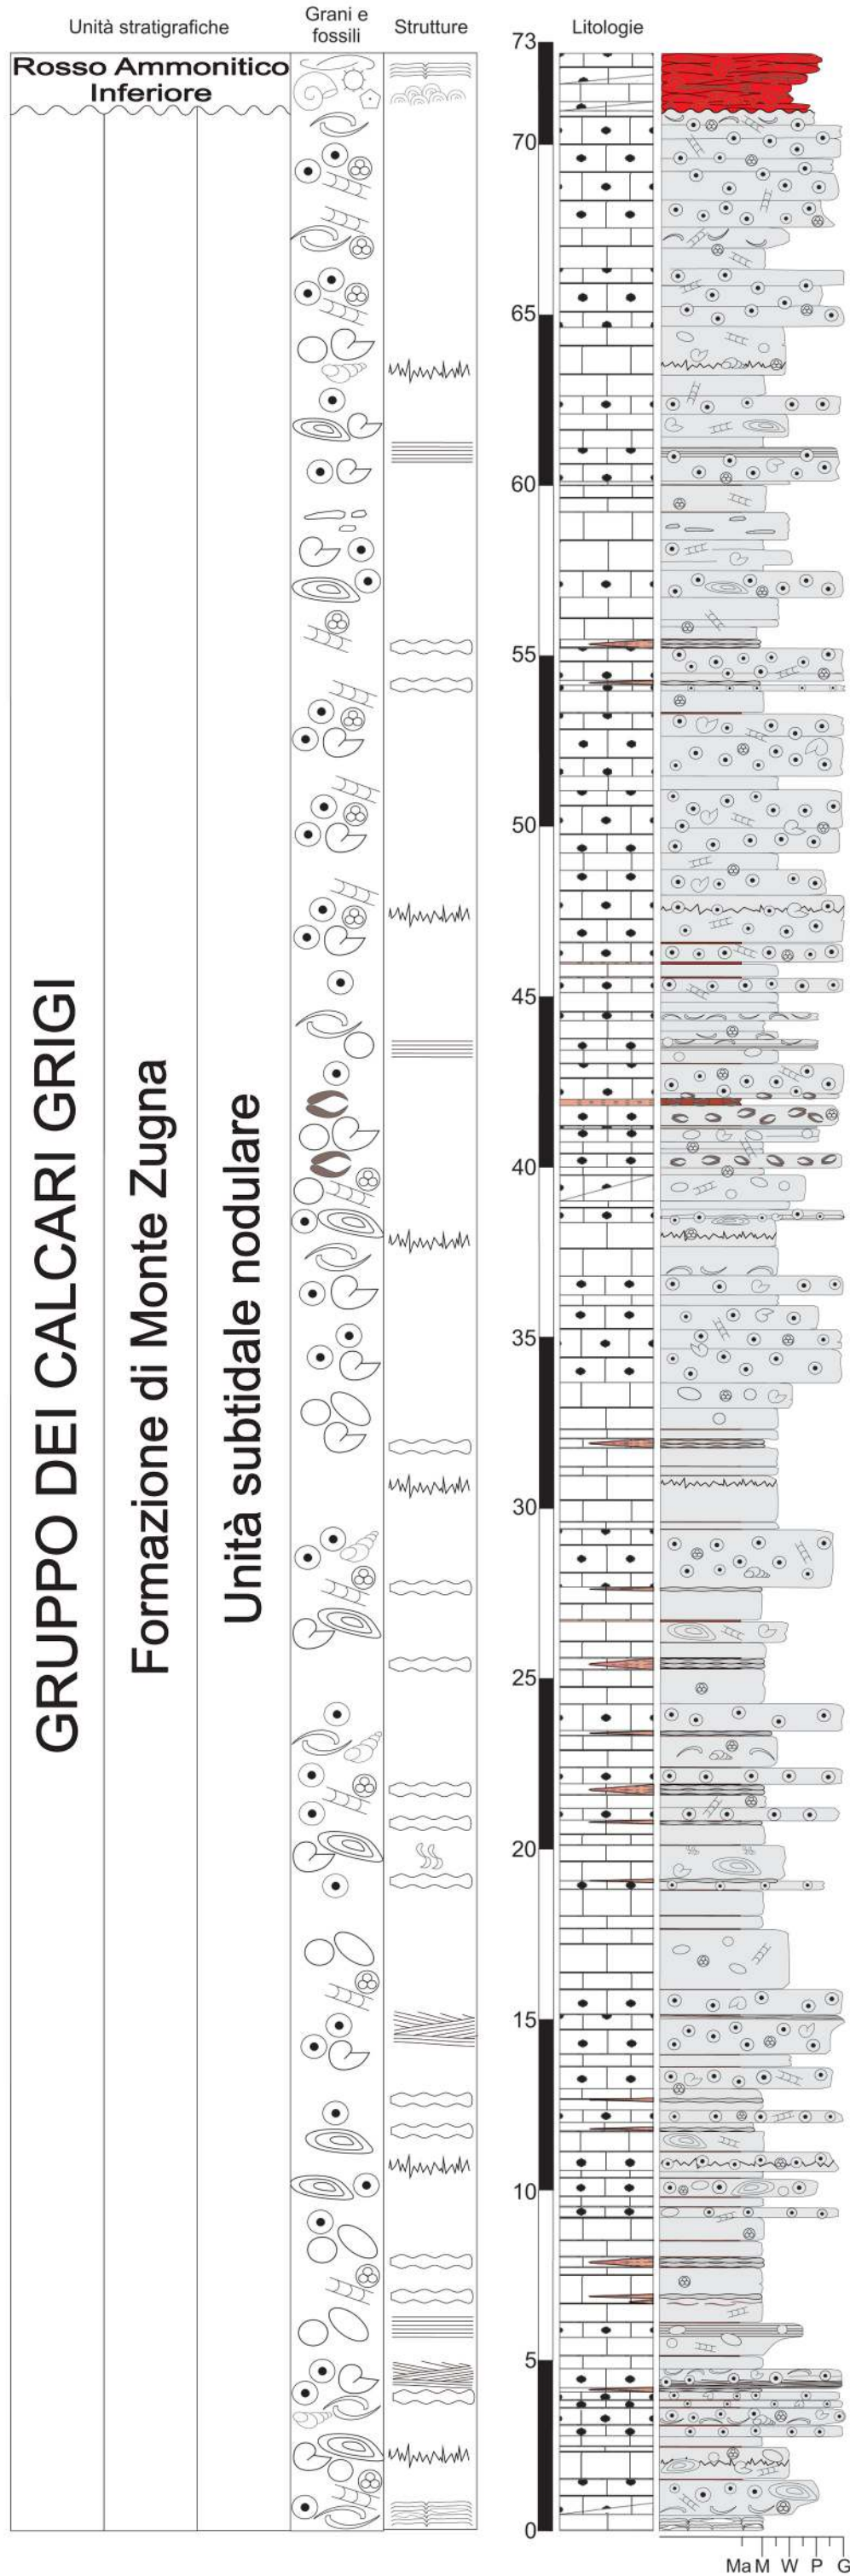 Unità stratigrafiche
Grani e
fossili
Strutture
Litologie
Rosso Ammonitico
Inferiore
GRUPPO DEI CALCARI GRIGI
Formazione di Monte Zugna
Unità subtidale nodulare
73
70
65
60
55
50
45
40
35
30
25
20
15
10
5
0
Ma M W P G